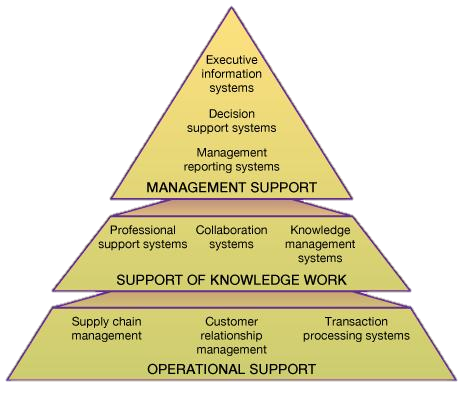 Executive
information
systems
Decision
support systems
Management
reporting systems
MANAGEMENT SUPPORT
Professional
support systems
Collaboration
systems
Knowledge
management
systems
SUPPORT OF KNOWLEDGE WORK
Supply chain
management
Customer
relationship
management
Transaction
processing systems
OPERATIONAL SUPPORT